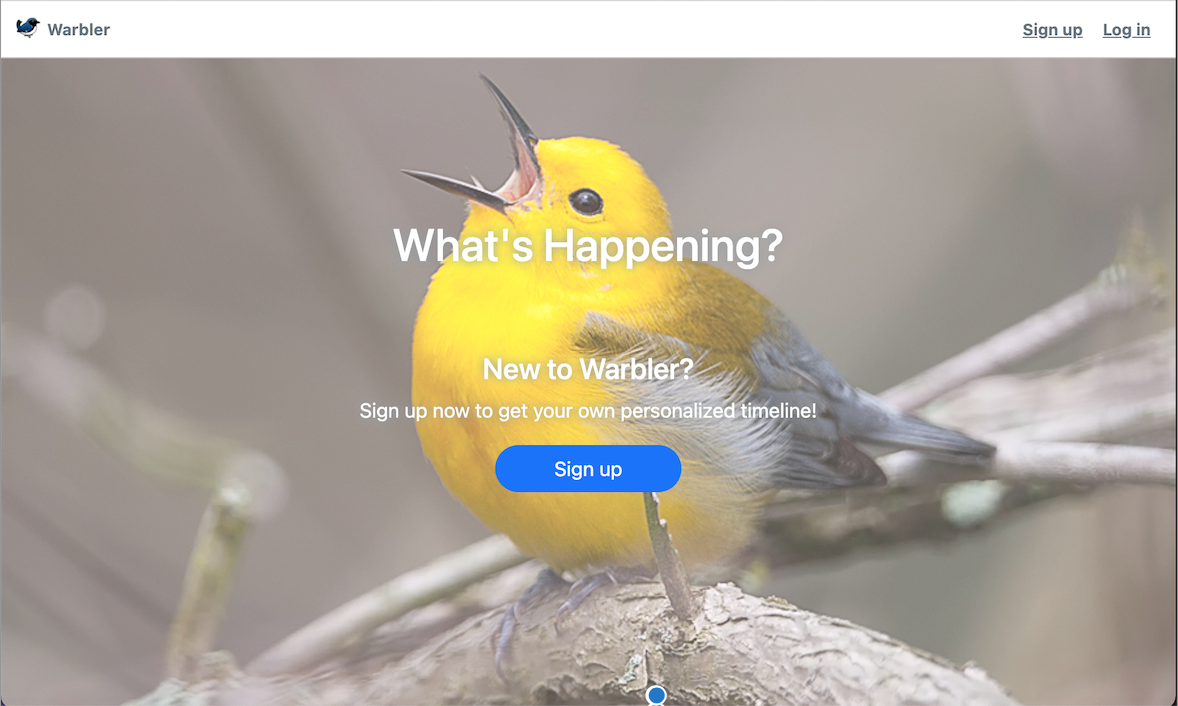 Warbler
Sign up Log in
What's Happening?
New to Warbler?
Sign up now to get your own personalized timeline!
Sign up